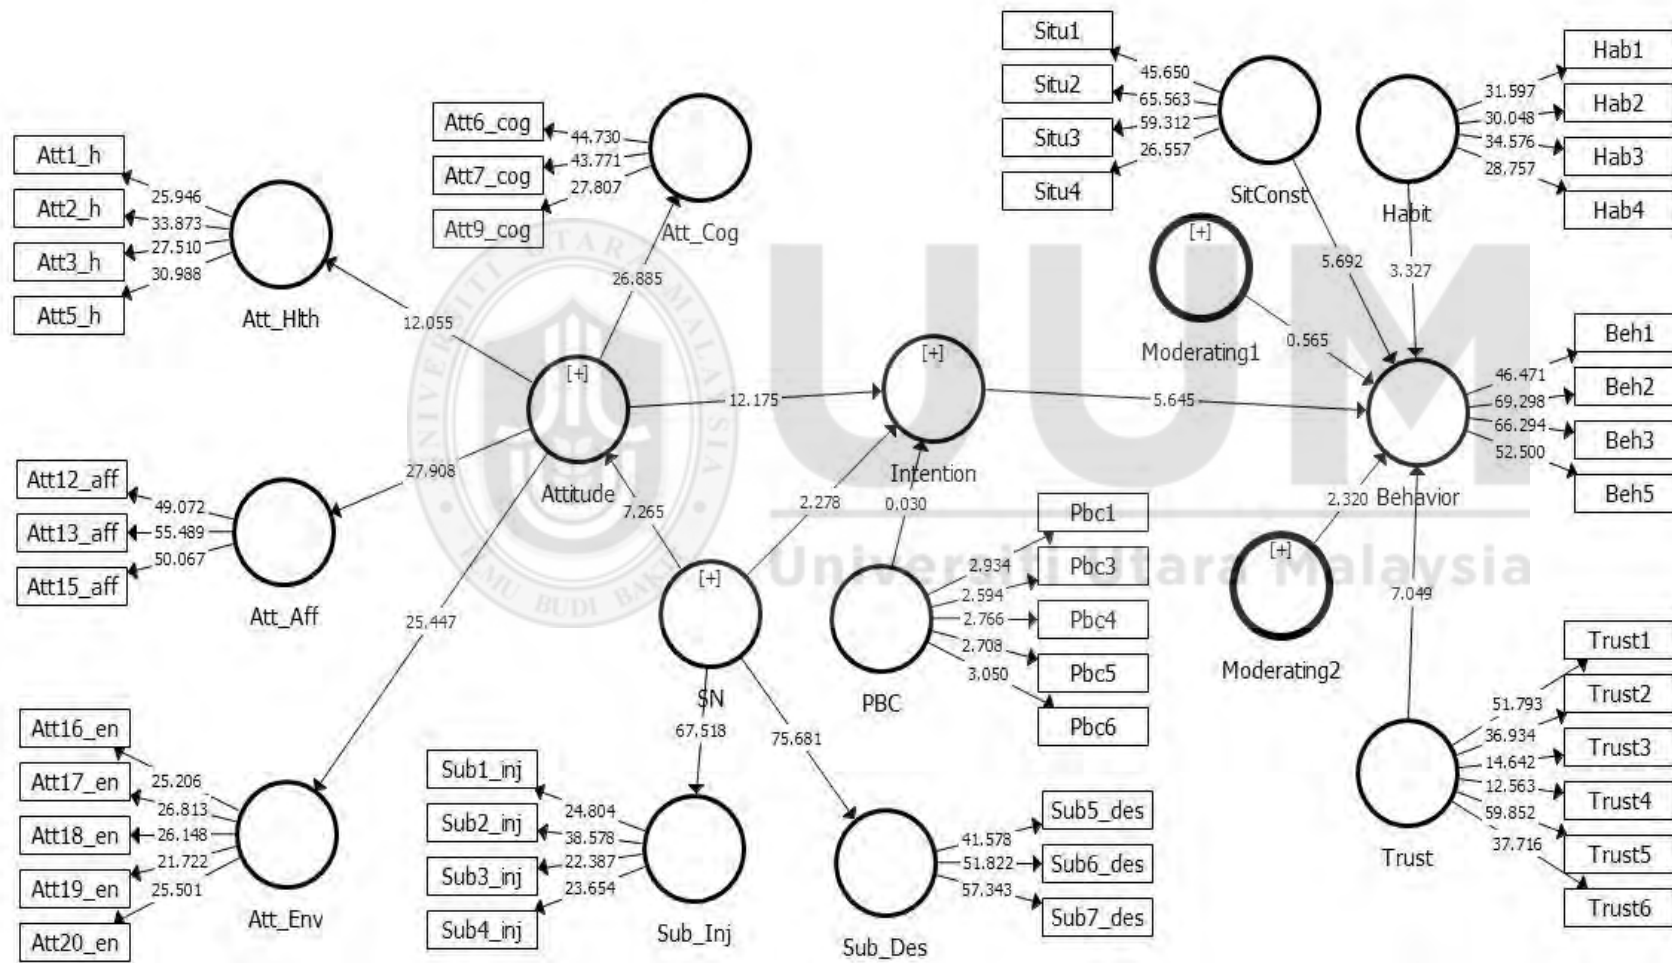 Situ1
Situ2
Situ3
Situ4
45.650
65.563
59.312
26.557
SitConst
Hab1
Hab2
Hab3
Hab4
31.597
30.048
34.576
28.757
Habit
Att6_cog
Att7_cog
Att9_cog
44.730
43.771
27.807
Att_Cog
Att1_h
Att2_h
Att3_h
Att5_h
25.946
33.873
27.510
30.988
Att_Hlth
12.055
26.885
[+]
Moderating1
5.692
3.327
0.565
[+]
Attitude
12.175
[+]
Intention
5.645
Behavior
Beh1
Beh2
Beh3
Beh5
46.471
69.298
66.294
52.500
Att12_aff
Att13_aff
Att15_aff
49.072
55.489
50.067
Att_Aff
27.908
25.447
7.265
2.278
0.030
2.320
7.049
[+]
SN
PBC
Pbc1
Pbc3
Pbc4
Pbc5
Pbc6
2.934
2.594
2.766
2.708
3.050
[+]
Moderating2
Trust1
Trust2
Trust3
Trust4
Trust5
Trust6
51.793
36.934
14.642
12.563
59.852
37.716
Trust
Att16_en
Att17_en
Att18_en
Att19_en
Att20_en
25.206
26.813
26.148
21.722
25.501
Att_Env
67.518
75.681
Sub1_inj
Sub2_inj
Sub3_inj
Sub4_inj
24.804
38.578
22.387
23.654
Sub_Inj
Sub5_des
Sub6_des
Sub7_des
41.578
51.822
57.343
Sub_Des
UUM
Universiti Utara Malaysia
UNIVERSITI UTARA MALAYSIA
ILMU BUDI BAKTI